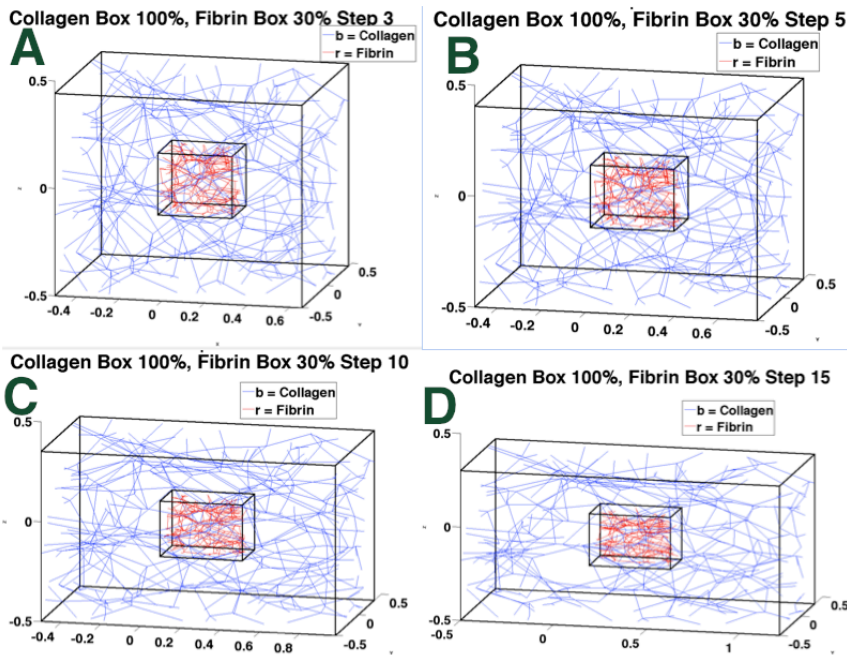 Collagen Box 100%, Fibrin Box 30% Step 3
A
b = Collagen
r = Fibrin
0.5
0
-0.5
z
-0.4 -0.2 0 0.2 0.4 0.6
-0.5 0 0.5
Collagen Box 100%, Fibrin Box 30% Step 5
B
b = Collagen
r = Fibrin
0.5
0
-0.5
z
-0.4 -0.2 0 0.2 0.4 0.6
-0.5 0 0.5
Collagen Box 100%, Fibrin Box 30% Step 10
C
b = Collagen
r = Fibrin
0.5
0
-0.5
z
-0.4 -0.2 0 0.2 0.4 0.6 0.8
-0.5 0 0.5
Collagen Box 100%, Fibrin Box 30% Step 15
D
b = Collagen
r = Fibrin
0.5
0
-0.5
z
-0.5 0 0.5 1
-0.5 0 0.5